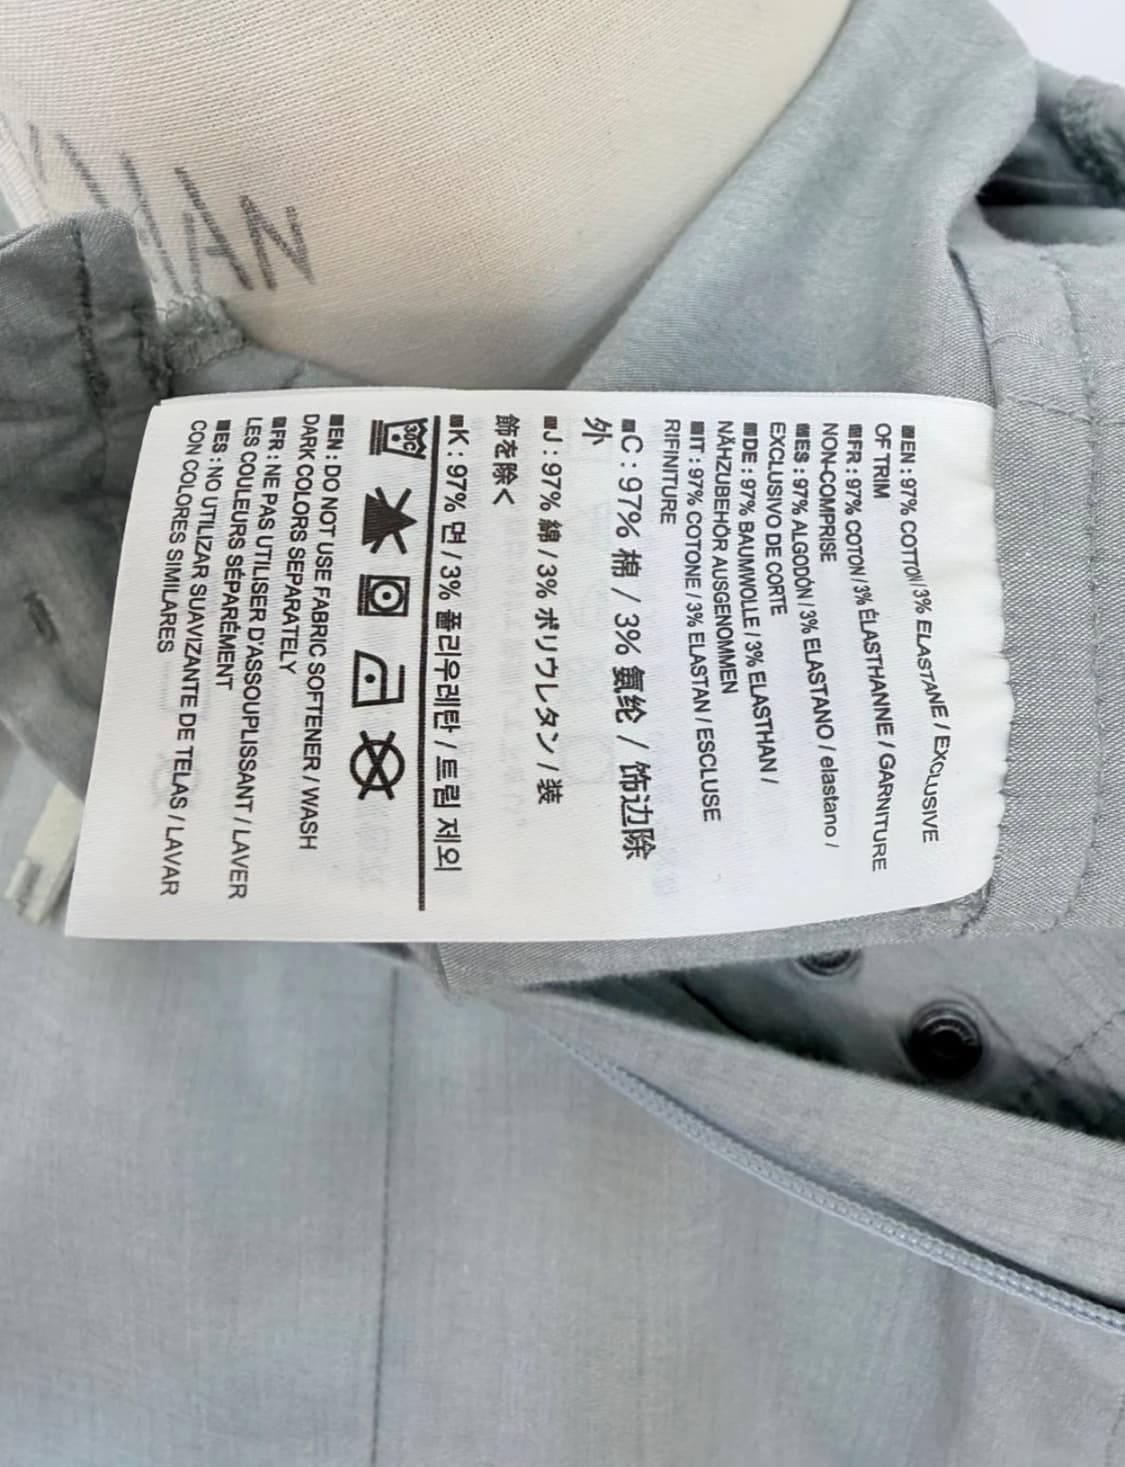 EN : 97% COTTON / 3% ELASTANE / EXCLUSIVE
OF TRIM
FR : 97% COTON / 3% ÉLASTHANNE / GARNITURE
NON-COMPRISE
ES : 97% ALGODÓN / 3% ELASTANO / elastano /
EXCLUSIVO DE CORTE
DE : 97% BAUMWOLLE / 3% ELASTHAN /
NÄHZUBEHÖR AUSGENOMMEN
IT : 97% COTONE / 3% ELASTAN / ESCLUSE
RIFINITURE
C : 97% 棉 / 3% 氨纶 / 饰边除
外
J : 97% 綿 / 3% ポリウレタン / 装
飾を除く
K : 97% 면 / 3% 폴리우레탄 / 트림 제외
30C
EN : DO NOT USE FABRIC SOFTENER / WASH
DARK COLORS SEPARATELY
FR : NE PAS UTILISER D'ASSOUPLISSANT / LAVER
LES COULEURS SÉPARÉMENT
ES : NO UTILIZAR SUAVIZANTE DE TELAS / LAVAR
CON COLORES SIMILARES